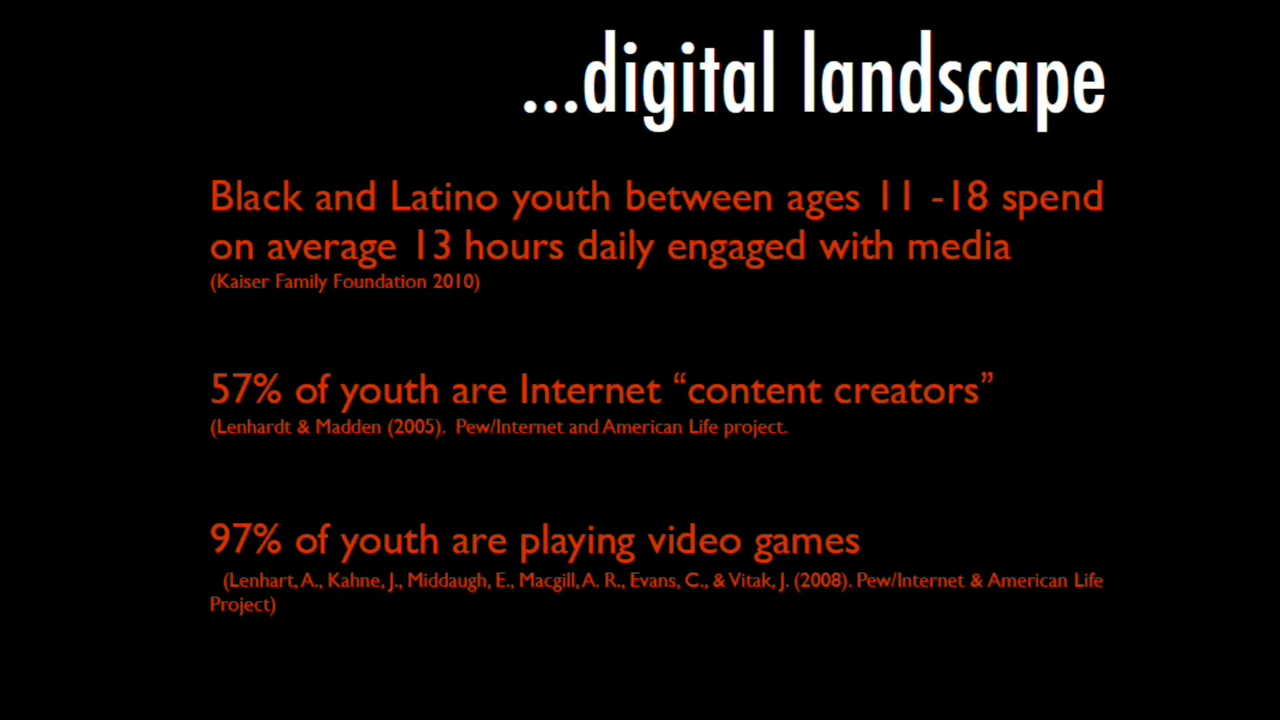 ...digital landscape
Black and Latino youth between ages 11 -18 spend
on average 13 hours daily engaged with media
(Kaiser Family Foundation 2010)
57% of youth are Internet “content creators”
(Lenhardt & Madden (2005). Pew/Internet and American Life project.
97% of youth are playing video games
(Lenhart, A., Kahne, J., Middaugh, E., Macgill, A. R., Evans, C., & Vitak, J. (2008). Pew/Internet & American Life
Project)